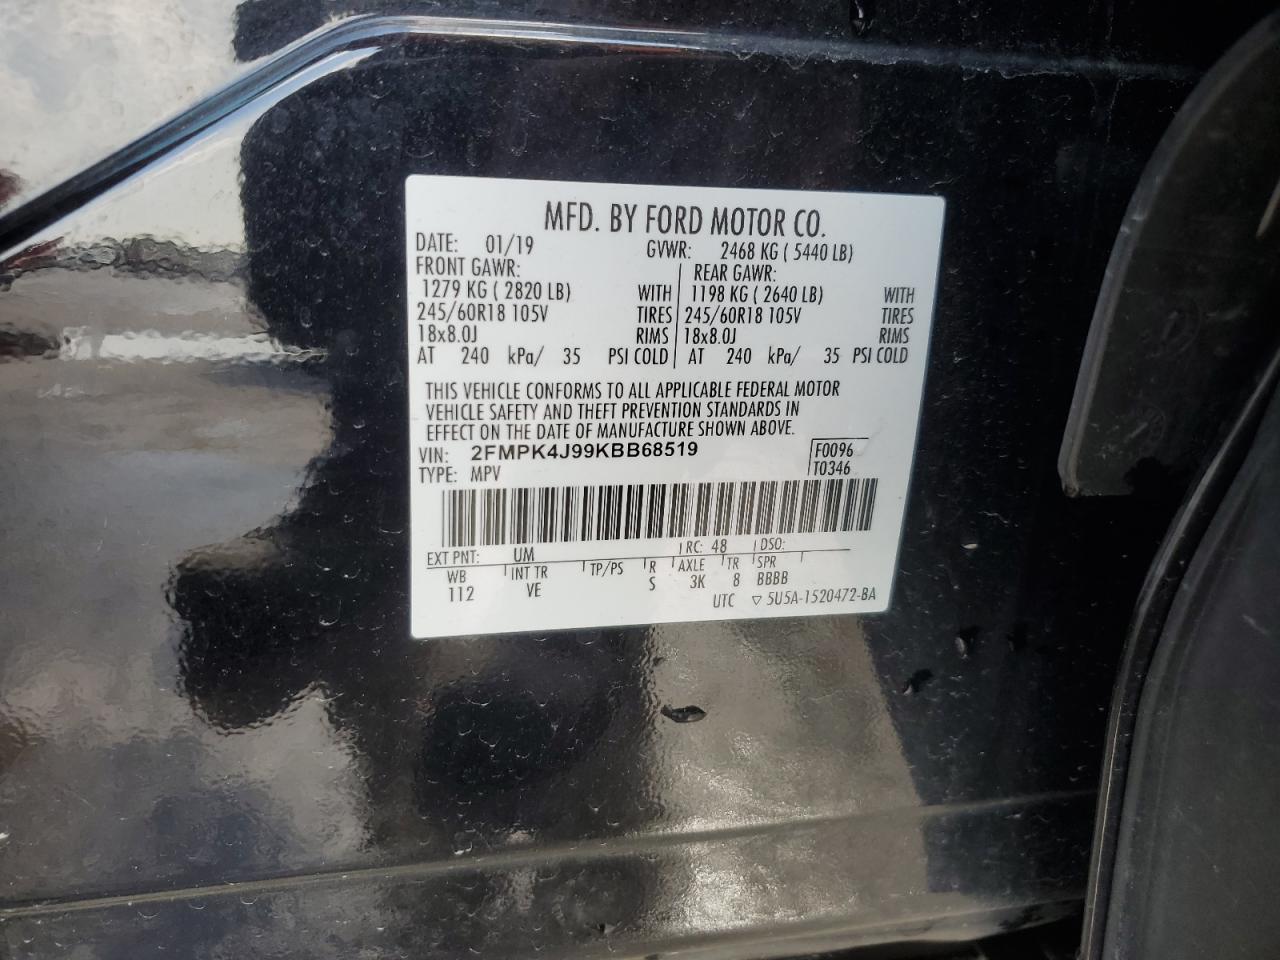 MFD. BY FORD MOTOR CO.
DATE: 01/19 GVWR: 2468 KG ( 5440 LB)
FRONT GAWR: REAR GAWR:
1279 KG ( 2820 LB) WITH 1198 KG ( 2640 LB) WITH
245/60R18 105V TIRES 245/60R18 105V TIRES
18x8.0J RIMS 18x8.0J RIMS
AT 240 kPa/ 35 PSI COLD AT 240 kPa/ 35 PSI COLD
THIS VEHICLE CONFORMS TO ALL APPLICABLE FEDERAL MOTOR
VEHICLE SAFETY AND THEFT PREVENTION STANDARDS IN
EFFECT ON THE DATE OF MANUFACTURE SHOWN ABOVE.
VIN: 2FMPK4J99KBB68519 F0096
TYPE: MPV T0346
EXT PNT: UM RC: 48 DSO:
WB INT TR TP/PS R AXLE TR SPR
112 VE S 3K 8 BBBB
UTC ▽ 5U5A-1520472-BA